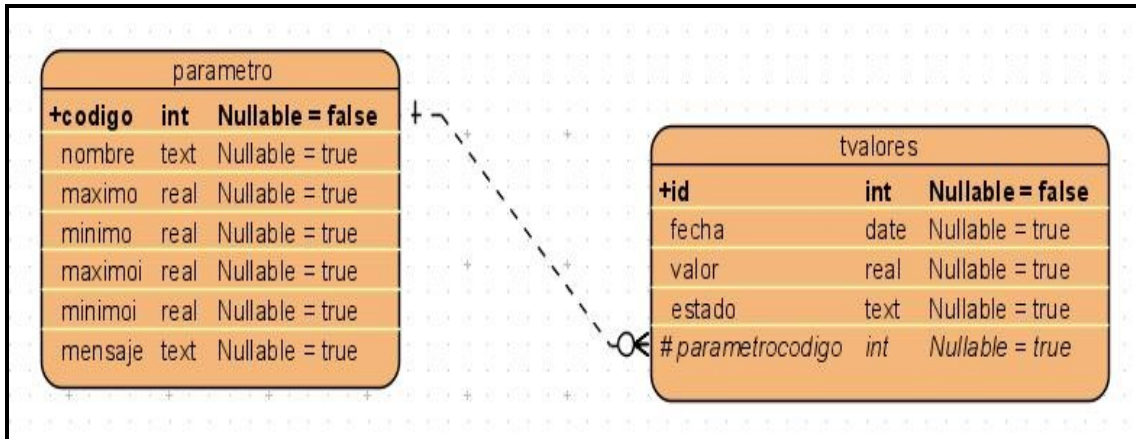 parametro
+codigo int Nullable = false
nombre text Nullable = true
maximo real Nullable = true
minimo real Nullable = true
maximoi real Nullable = true
minimoi real Nullable = true
mensaje text Nullable = true
tvalores
+id int Nullable = false
fecha date Nullable = true
valor real Nullable = true
estado text Nullable = true
#parametrocodigo int Nullable = true